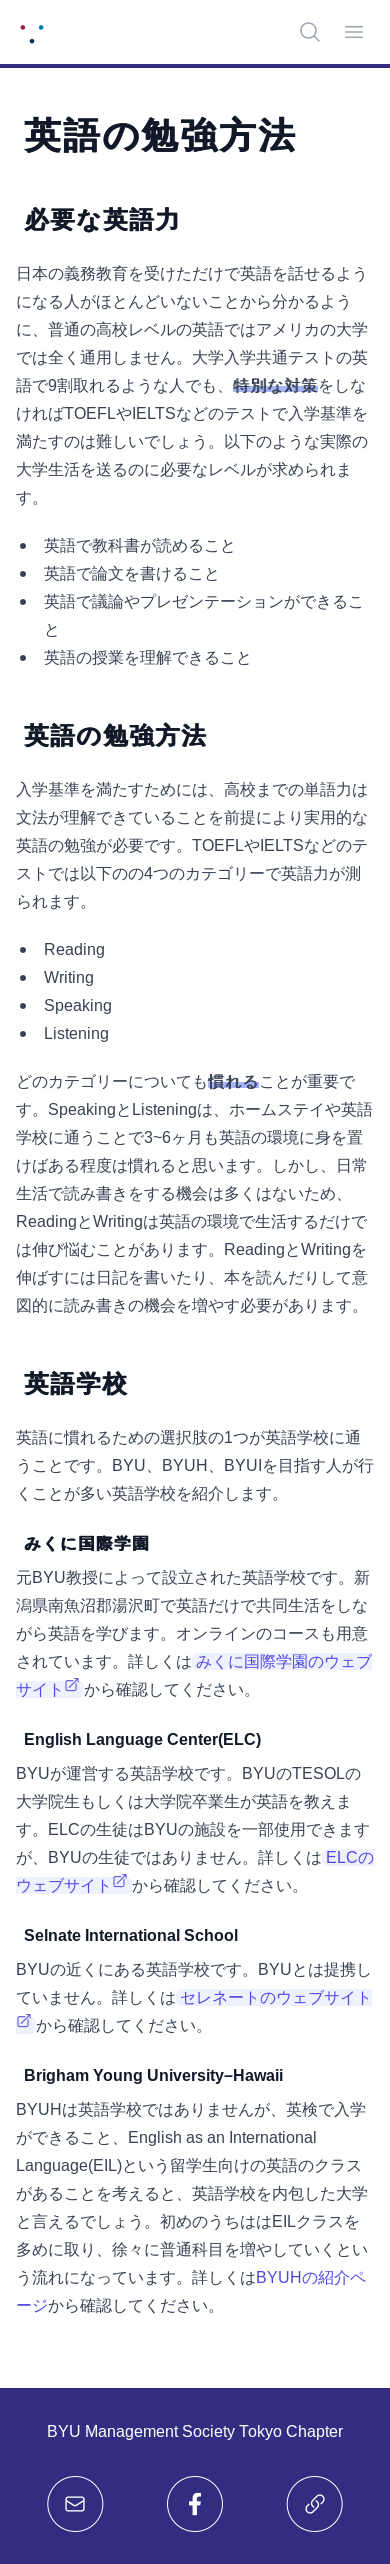 英語の勉強方法
必要な英語力
日本の義務教育を受けただけで英語を話せるよう
になる人がほとんどいないことから分かるよう
に、普通の高校レベルの英語ではアメリカの大学
では全く通用しません。大学入学共通テストの英
語で9割取れるような人でも、特別な対策をしな
ければTOEFLやIELTSなどのテストで入学基準を
満たすのは難しいでしょう。以下のような実際の
大学生活を送るのに必要なレベルが求められま
す。
英語で教科書が読めること
英語で論文を書けること
英語で議論やプレゼンテーションができるこ
と
英語の授業を理解できること
英語の勉強方法
入学基準を満たすためには、高校までの単語力は
文法が理解できていることを前提により実用的な
英語の勉強が必要です。TOEFLやIELTSなどのテ
ストでは以下のの4つのカテゴリーで英語力が測
られます。
Reading
Writing
Speaking
Listening
どのカテゴリーについても慣れることが重要で
す。SpeakingとListeningは、ホームステイや英語
学校に通うことで3~6ヶ月も英語の環境に身を置
けばある程度は慣れると思います。しかし、日常
生活で読み書きをする機会は多くはないため、
ReadingとWritingは英語の環境で生活するだけで
は伸び悩むことがあります。ReadingとWritingを
伸ばすには日記を書いたり、本を読んだりして意
図的に読み書きの機会を増やす必要があります。
英語学校
英語に慣れるための選択肢の1つが英語学校に通
うことです。BYU、BYUH、BYUIを目指す人が行
くことが多い英語学校を紹介します。
みくに国際学園
元BYU教授によって設立された英語学校です。新
潟県南魚沼郡湯沢町で英語だけで共同生活をしな
がら英語を学びます。オンラインのコースも用意
されています。詳しくはみくに国際学園のウェブ
サイトから確認してください。
English Language Center(ELC)
BYUが運営する英語学校です。BYUのTESOLの
大学院生もしくは大学院卒業生が英語を教えま
す。ELCの生徒はBYUの施設を一部使用できます
が、BYUの生徒ではありません。詳しくはELCの
ウェブサイトから確認してください。
Selnate International School
BYUの近くにある英語学校です。BYUとは提携し
ていません。詳しくはセレネートのウェブサイト
から確認してください。
Brigham Young University–Hawaii
BYUHは英語学校ではありませんが、英検で入学
ができること、English as an International
Language(EIL)という留学生向けの英語のクラス
があることを考えると、英語学校を内包した大学
と言えるでしょう。初めのうちははEILクラスを
多めに取り、徐々に普通科目を増やしていくとい
う流れになっています。詳しくはBYUHの紹介ペ
ージから確認してください。
BYU Management Society Tokyo Chapter